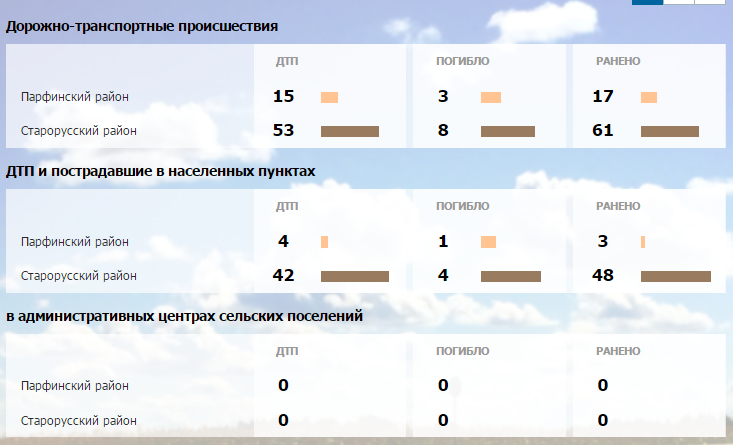 Дорожно-транспортные происшествия
ДТП ПОГИБЛО РАНЕНО
Парфинский район 15 3 17
Старорусский район 53 8 61
ДТП и пострадавшие в населенных пунктах
ДТП ПОГИБЛО РАНЕНО
Парфинский район 4 1 3
Старорусский район 42 4 48
в административных центрах сельских поселений
ДТП ПОГИБЛО РАНЕНО
Парфинский район 0 0 0
Старорусский район 0 0 0